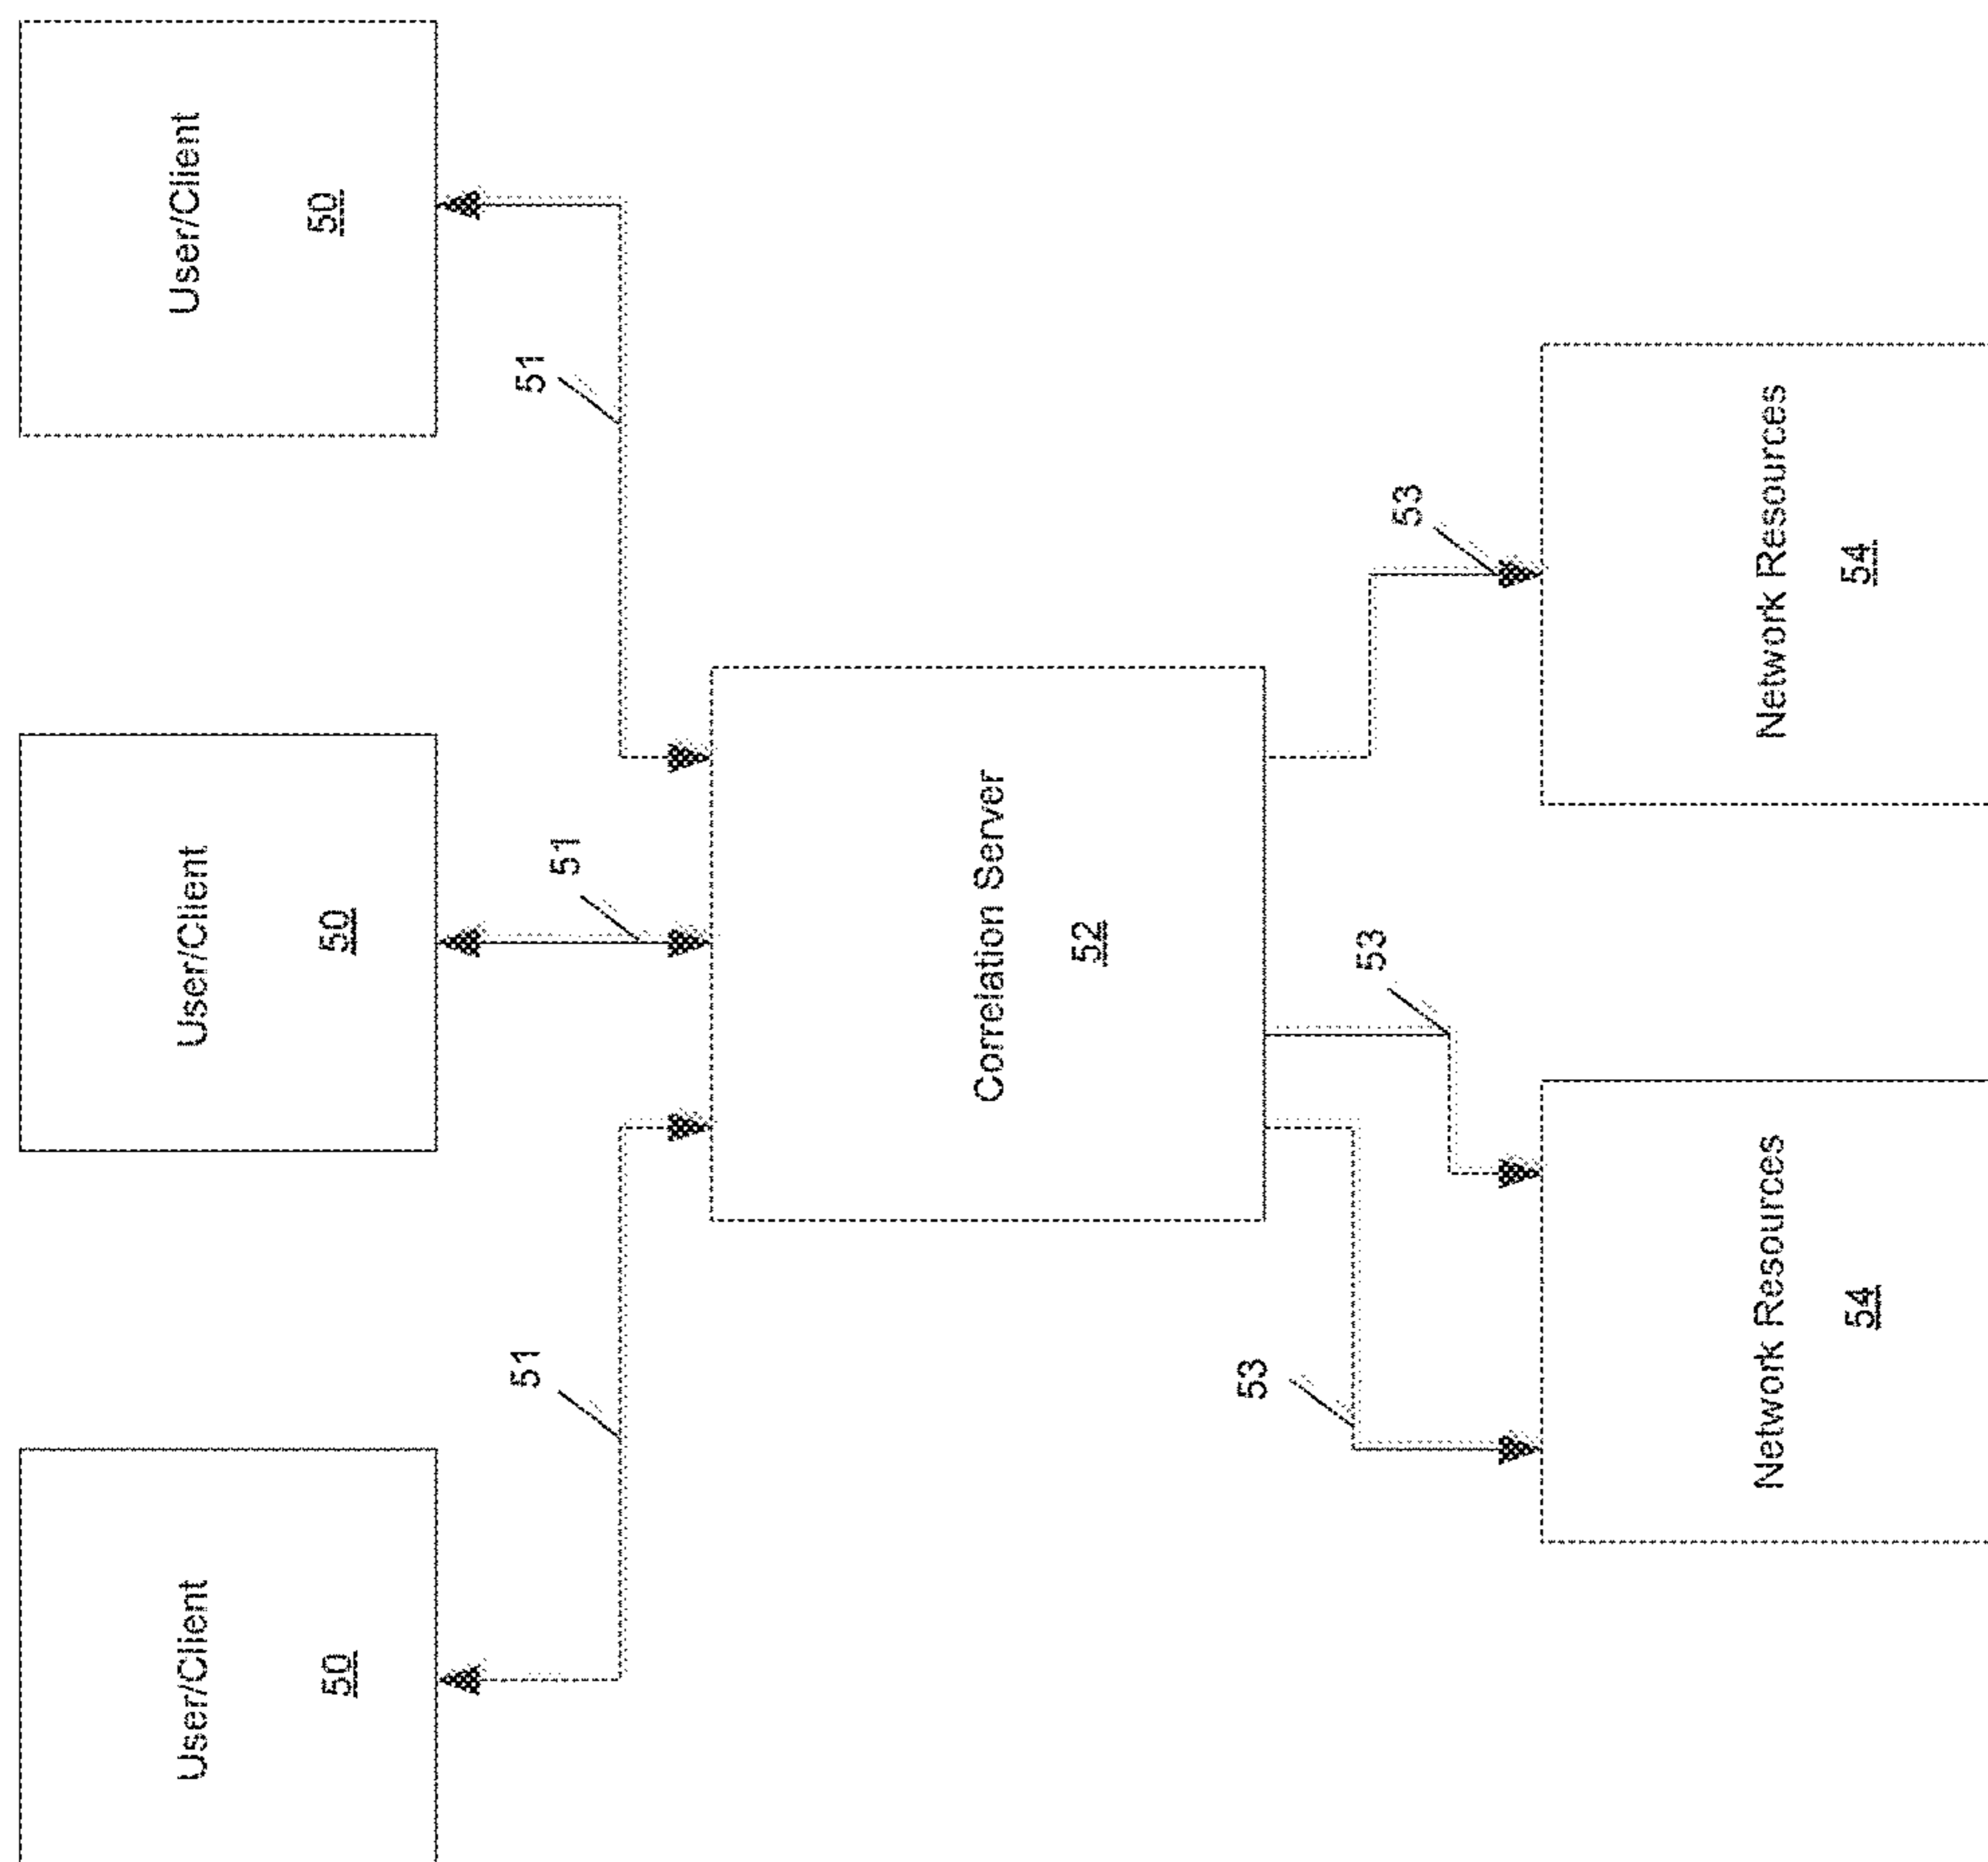 User/Client
50
User/Client
50
User/Client
50
51
51
51
Correlation Server
52
53
53
53
Network Resources
54
Network Resources
54